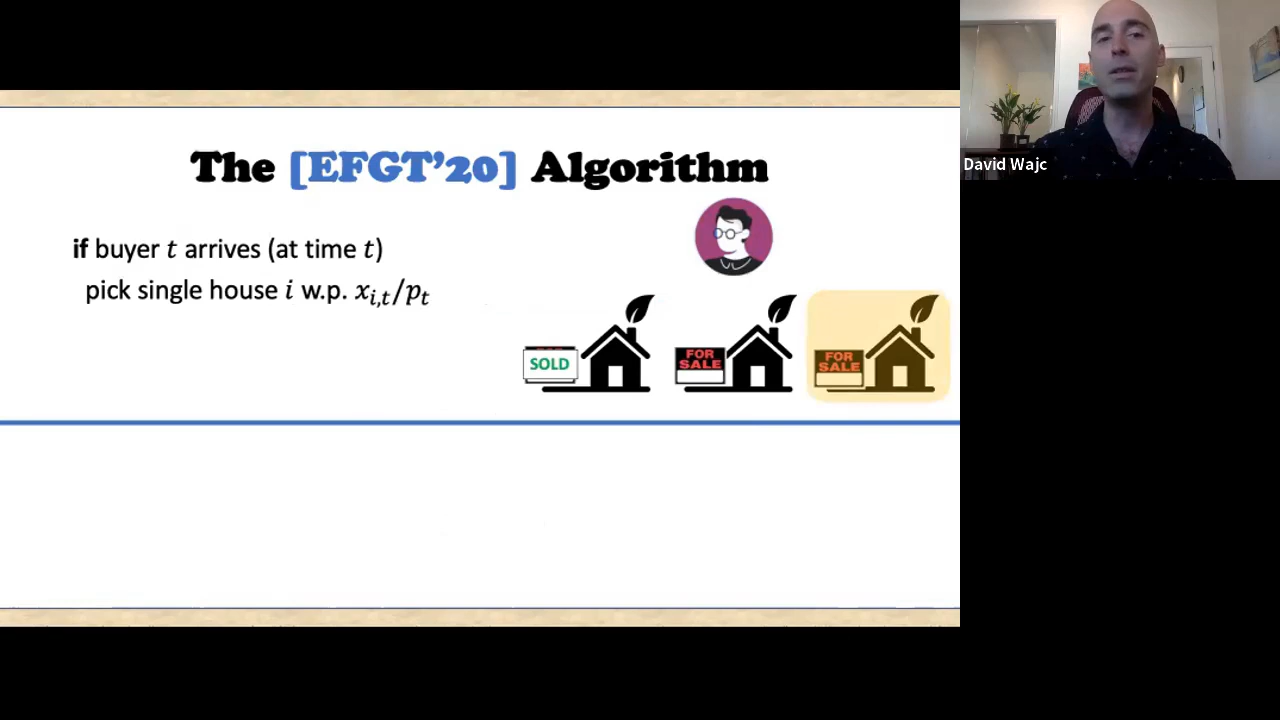 The [EFGT’20] Algorithm
if buyer t arrives (at time t)
pick single house i w.p. x_{i,t}/p_t
SOLD
FOR
SALE
FOR
SALE
David Wajc